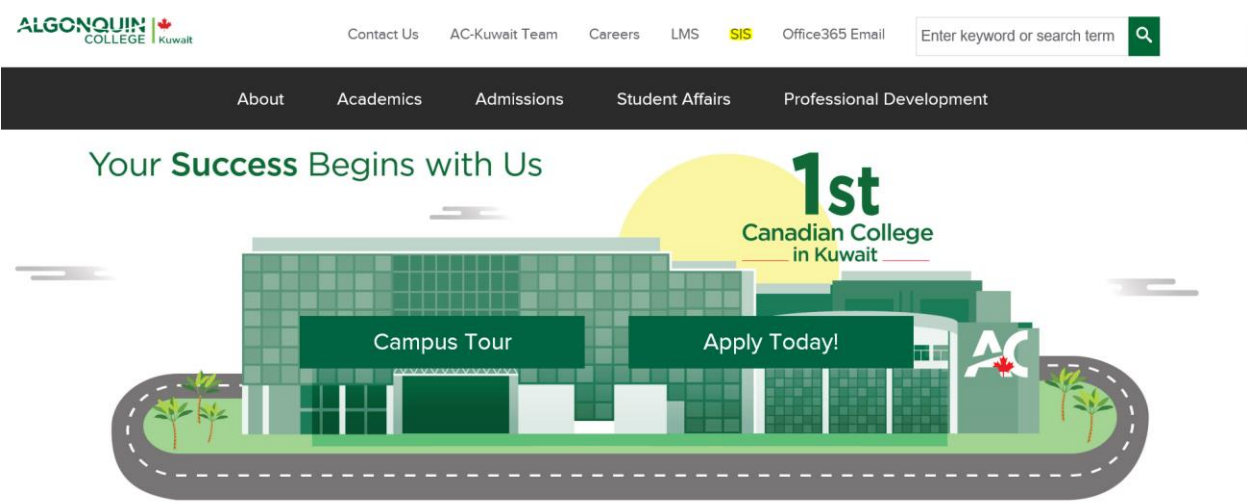 ALGONQUIN
COLLEGE Kuwait
Contact Us AC-Kuwait Team Careers LMS SIS Office365 Email Enter keyword or search term
About Academics Admissions Student Affairs Professional Development
Your Success Begins with Us
1st
Canadian College
in Kuwait
Campus Tour Apply Today!
AC